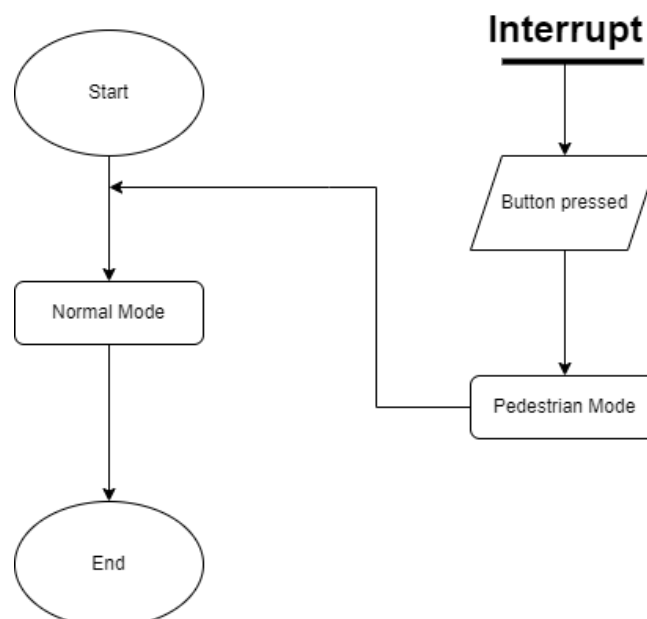 Interrupt
Start
Button pressed
Normal Mode
Pedestrian Mode
End